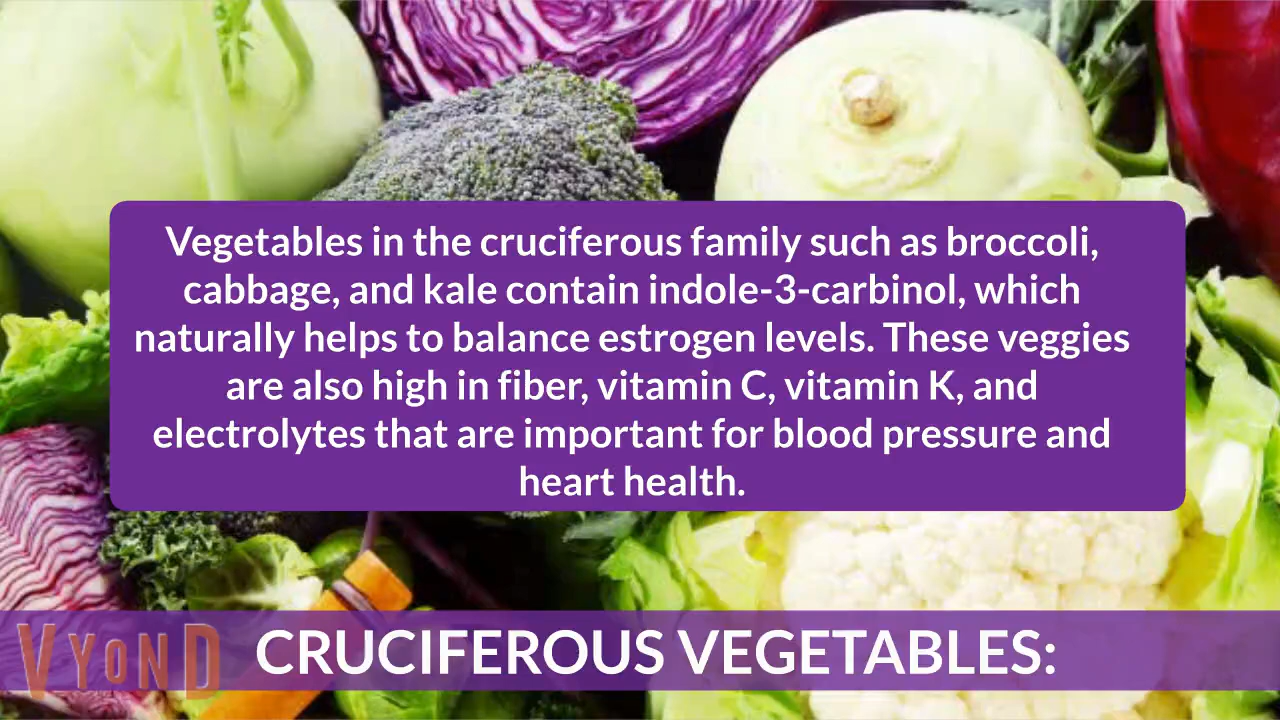 Vegetables in the cruciferous family such as broccoli,
cabbage, and kale contain indole-3-carbinol, which
naturally helps to balance estrogen levels. These veggies
are also high in fiber, vitamin C, vitamin K, and
electrolytes that are important for blood pressure and
heart health.
VYOND
CRUCIFEROUS VEGETABLES: